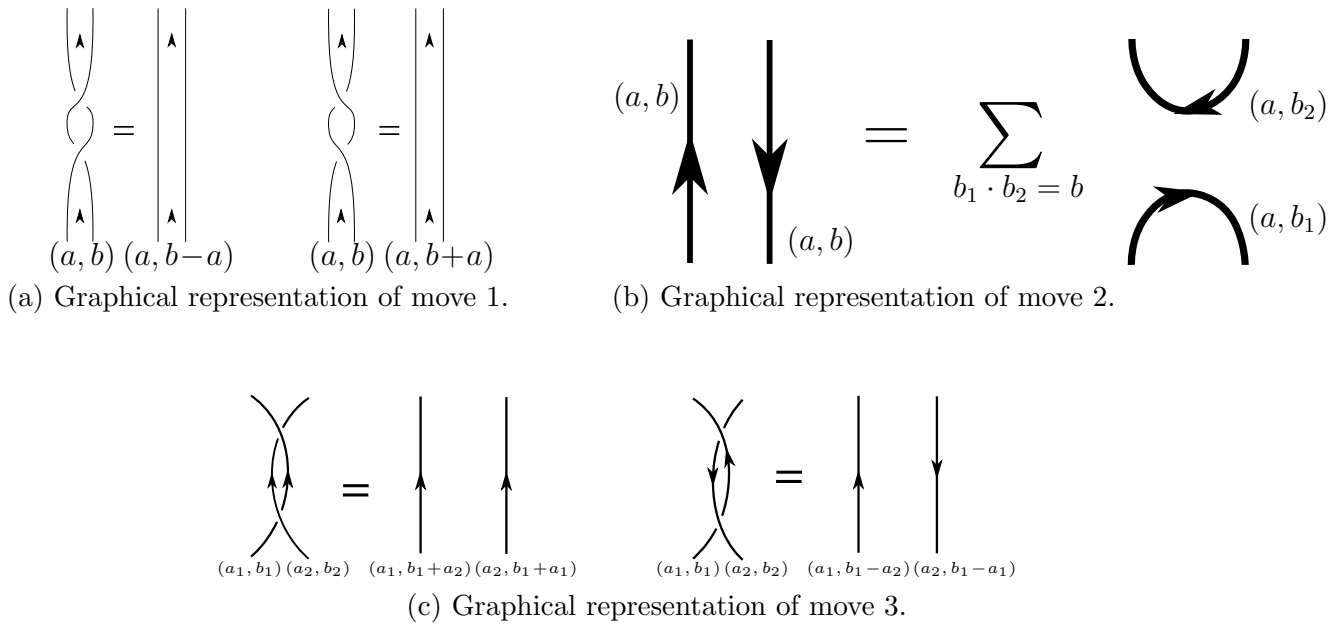 (a, b)
(a, b₂)
=
=
=
∑
b₁ · b₂ = b
(a, b₁)
(a, b)
(a, b) (a, b−a)
(a, b) (a, b+a)
(a) Graphical representation of move 1.
(b) Graphical representation of move 2.
=
=
(a₁, b₁) (a₂, b₂)
(a₁, b₁+a₂) (a₂, b₁+a₁)
(a₁, b₁) (a₂, b₂)
(a₁, b₁−a₂) (a₂, b₁−a₁)
(c) Graphical representation of move 3.